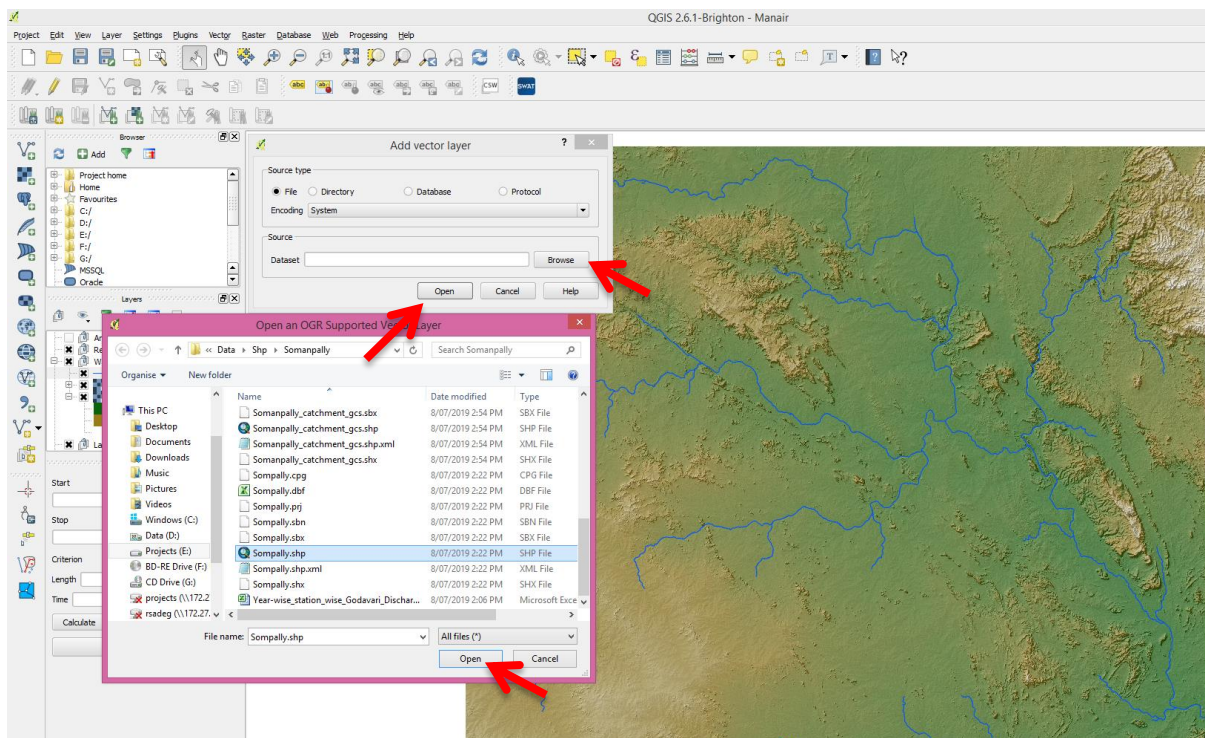 QGIS 2.6.1-Brighton - Manair
Project Edit View Layer Settings Plugins Vector Raster Database Web Processing Help
abc abc abc abc abc abc CSW SWAT
Browser
Add
Project home
Home
Favourites
C:/
D:/
E:/
F:/
G:/
MSSQL
Oracle
Layers
Add vector layer ? ×
Source type
File Directory Database Protocol
Encoding System
Source
Dataset Browse
Open Cancel Help
Open an OGR Supported Layer
« Data Shp Somanpally Search Somanpally
Organise New folder
Name Date modified Type
This PC
Desktop
Documents
Downloads
Music
Pictures
Videos
Windows (C:)
Data (D:)
Projects (E:)
BD-RE Drive (F:)
CD Drive (G:)
projects (\\172.2
rsadeg (\\172.27.
Somanpally_catchment_gcs.sbx 8/07/2019 2:54 PM SBX File
Somanpally_catchment_gcs.shp 8/07/2019 2:54 PM SHP File
Somanpally_catchment_gcs.shp.xml 8/07/2019 2:54 PM XML File
Somanpally_catchment_gcs.shx 8/07/2019 2:54 PM SHX File
Sompally.cpg 8/07/2019 2:22 PM CPG File
Sompally.dbf 8/07/2019 2:22 PM DBF File
Sompally.prj 8/07/2019 2:22 PM PRJ File
Sompally.sbn 8/07/2019 2:22 PM SBN File
Sompally.sbx 8/07/2019 2:22 PM SBX File
Sompally.shp 8/07/2019 2:22 PM SHP File
Sompally.shp.xml 8/07/2019 2:22 PM XML File
Sompally.shx 8/07/2019 2:22 PM SHX File
Year-wise_station_wise_Godavari_Dischar... 8/07/2019 2:06 PM Microsoft Exce
File name: Sompally.shp All files (*)
Open Cancel
Start
Stop
Criterion
Length
Time
Calculate